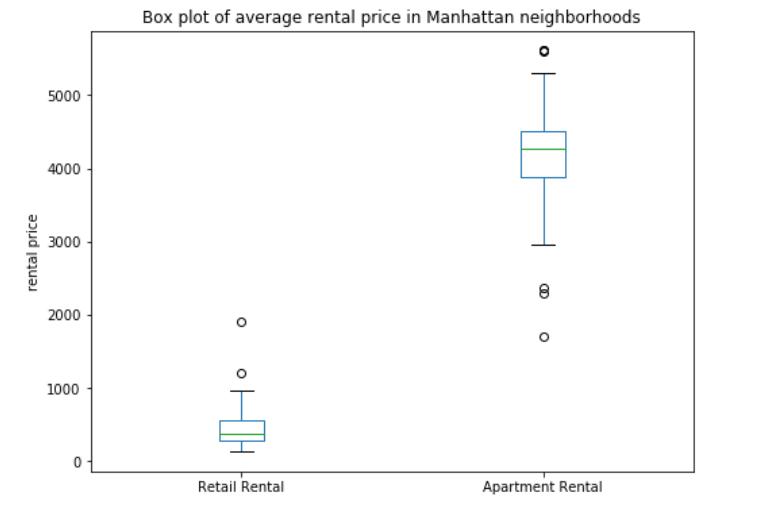 Box plot of average rental price in Manhattan neighborhoods
rental price
5000
4000
3000
2000
1000
0
Retail Rental
Apartment Rental